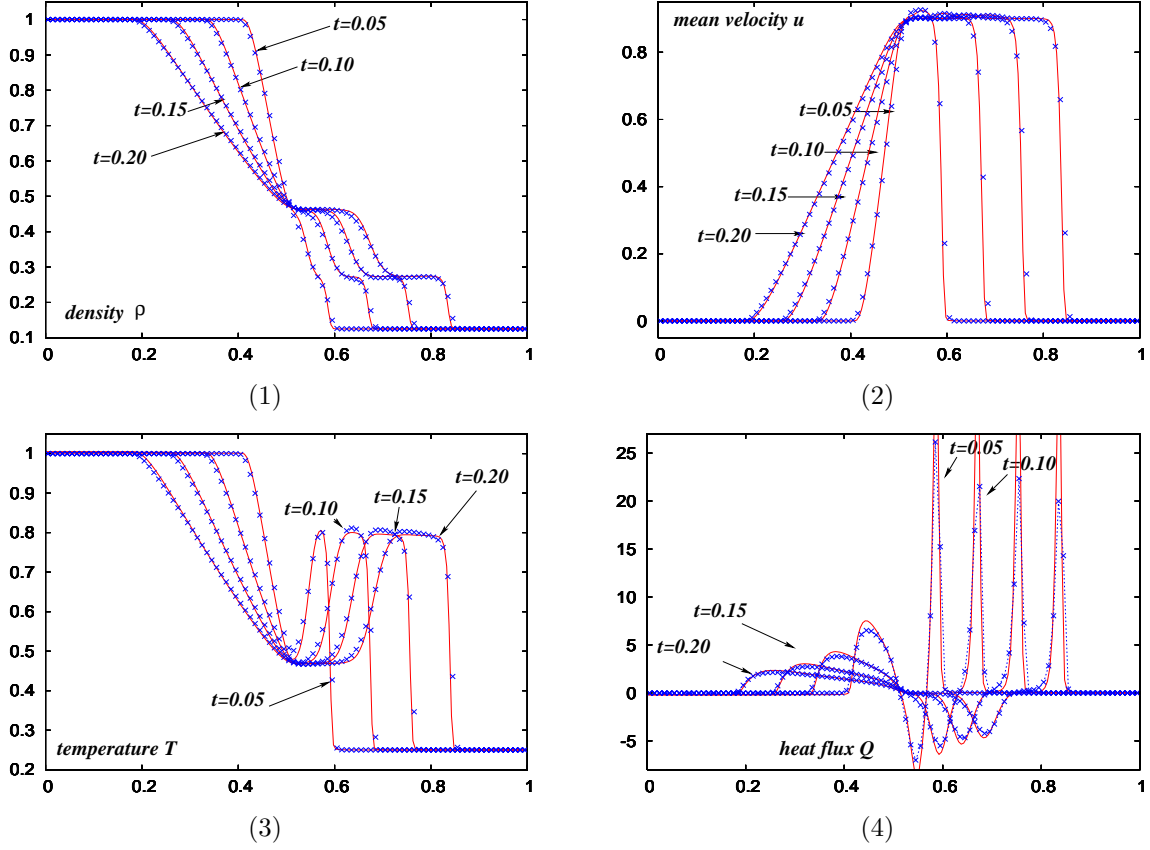 1
0.9
0.8
0.7
0.6
0.5
0.4
0.3
0.2
0.1
0 0.2 0.4 0.6 0.8 1
t=0.05
t=0.10
t=0.15
t=0.20
density ρ
(1)
0.8
0.6
0.4
0.2
0
0 0.2 0.4 0.6 0.8 1
mean velocity u
t=0.05
t=0.10
t=0.15
t=0.20
(2)
1
0.9
0.8
0.7
0.6
0.5
0.4
0.3
0.2
0 0.2 0.4 0.6 0.8 1
t=0.20
t=0.15
t=0.10
t=0.05
temperature T
(3)
25
20
15
10
5
0
-5
0 0.2 0.4 0.6 0.8 1
t=0.05
t=0.10
t=0.15
t=0.20
heat flux Q
(4)